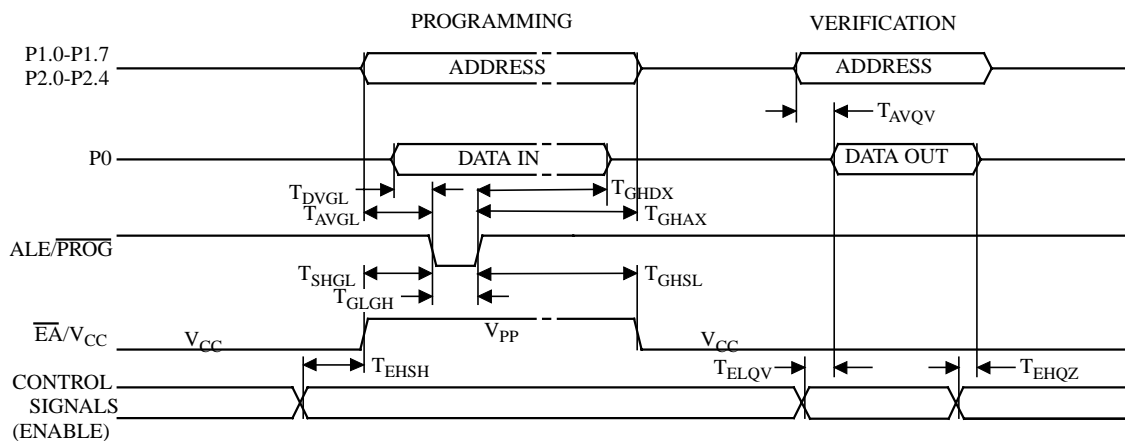 PROGRAMMING
VERIFICATION
P1.0-P1.7
P2.0-P2.4
ADDRESS
ADDRESS
TAVQV
P0
DATA IN
DATA OUT
TDVGL
TGHDX
TAVGL
TGHAX
ALE/PROG
TSHGL
TGHSL
TGLGH
EA/VCC
VCC
VPP
VCC
TEHSH
TELQV
TEHQZ
CONTROL
SIGNALS
(ENABLE)